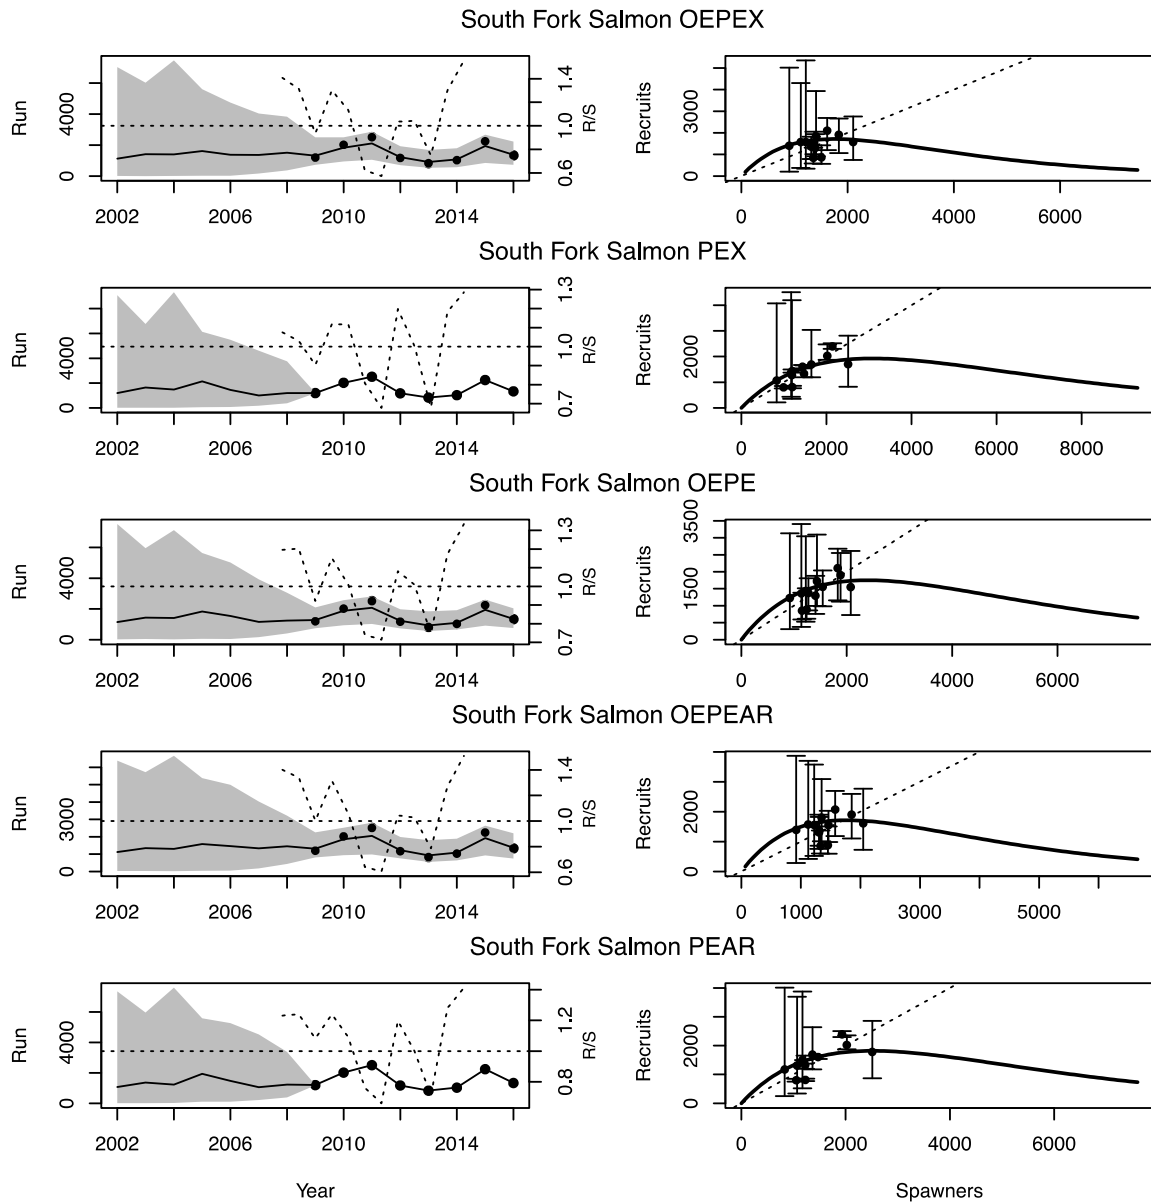 South Fork Salmon OEPEX
Run
0 4000
0.6 1.0 1.4
R/S
2002 2006 2010 2014
Recruits
0 3000
0 2000 4000 6000
South Fork Salmon PEX
Run
0 4000
0.7 1.0 1.3
R/S
2002 2006 2010 2014
Recruits
0 2000
0 2000 4000 6000 8000
South Fork Salmon OEPE
Run
0 4000
0.7 1.0 1.3
R/S
2002 2006 2010 2014
Recruits
0 1500 3500
0 2000 4000 6000
South Fork Salmon OEPEAR
Run
0 3000
0.6 1.0 1.4
R/S
2002 2006 2010 2014
Recruits
0 2000
0 1000 3000 5000
South Fork Salmon PEAR
Run
0 4000
0.8 1.2
R/S
2002 2006 2010 2014
Recruits
0 2000
0 2000 4000 6000
Year
Spawners